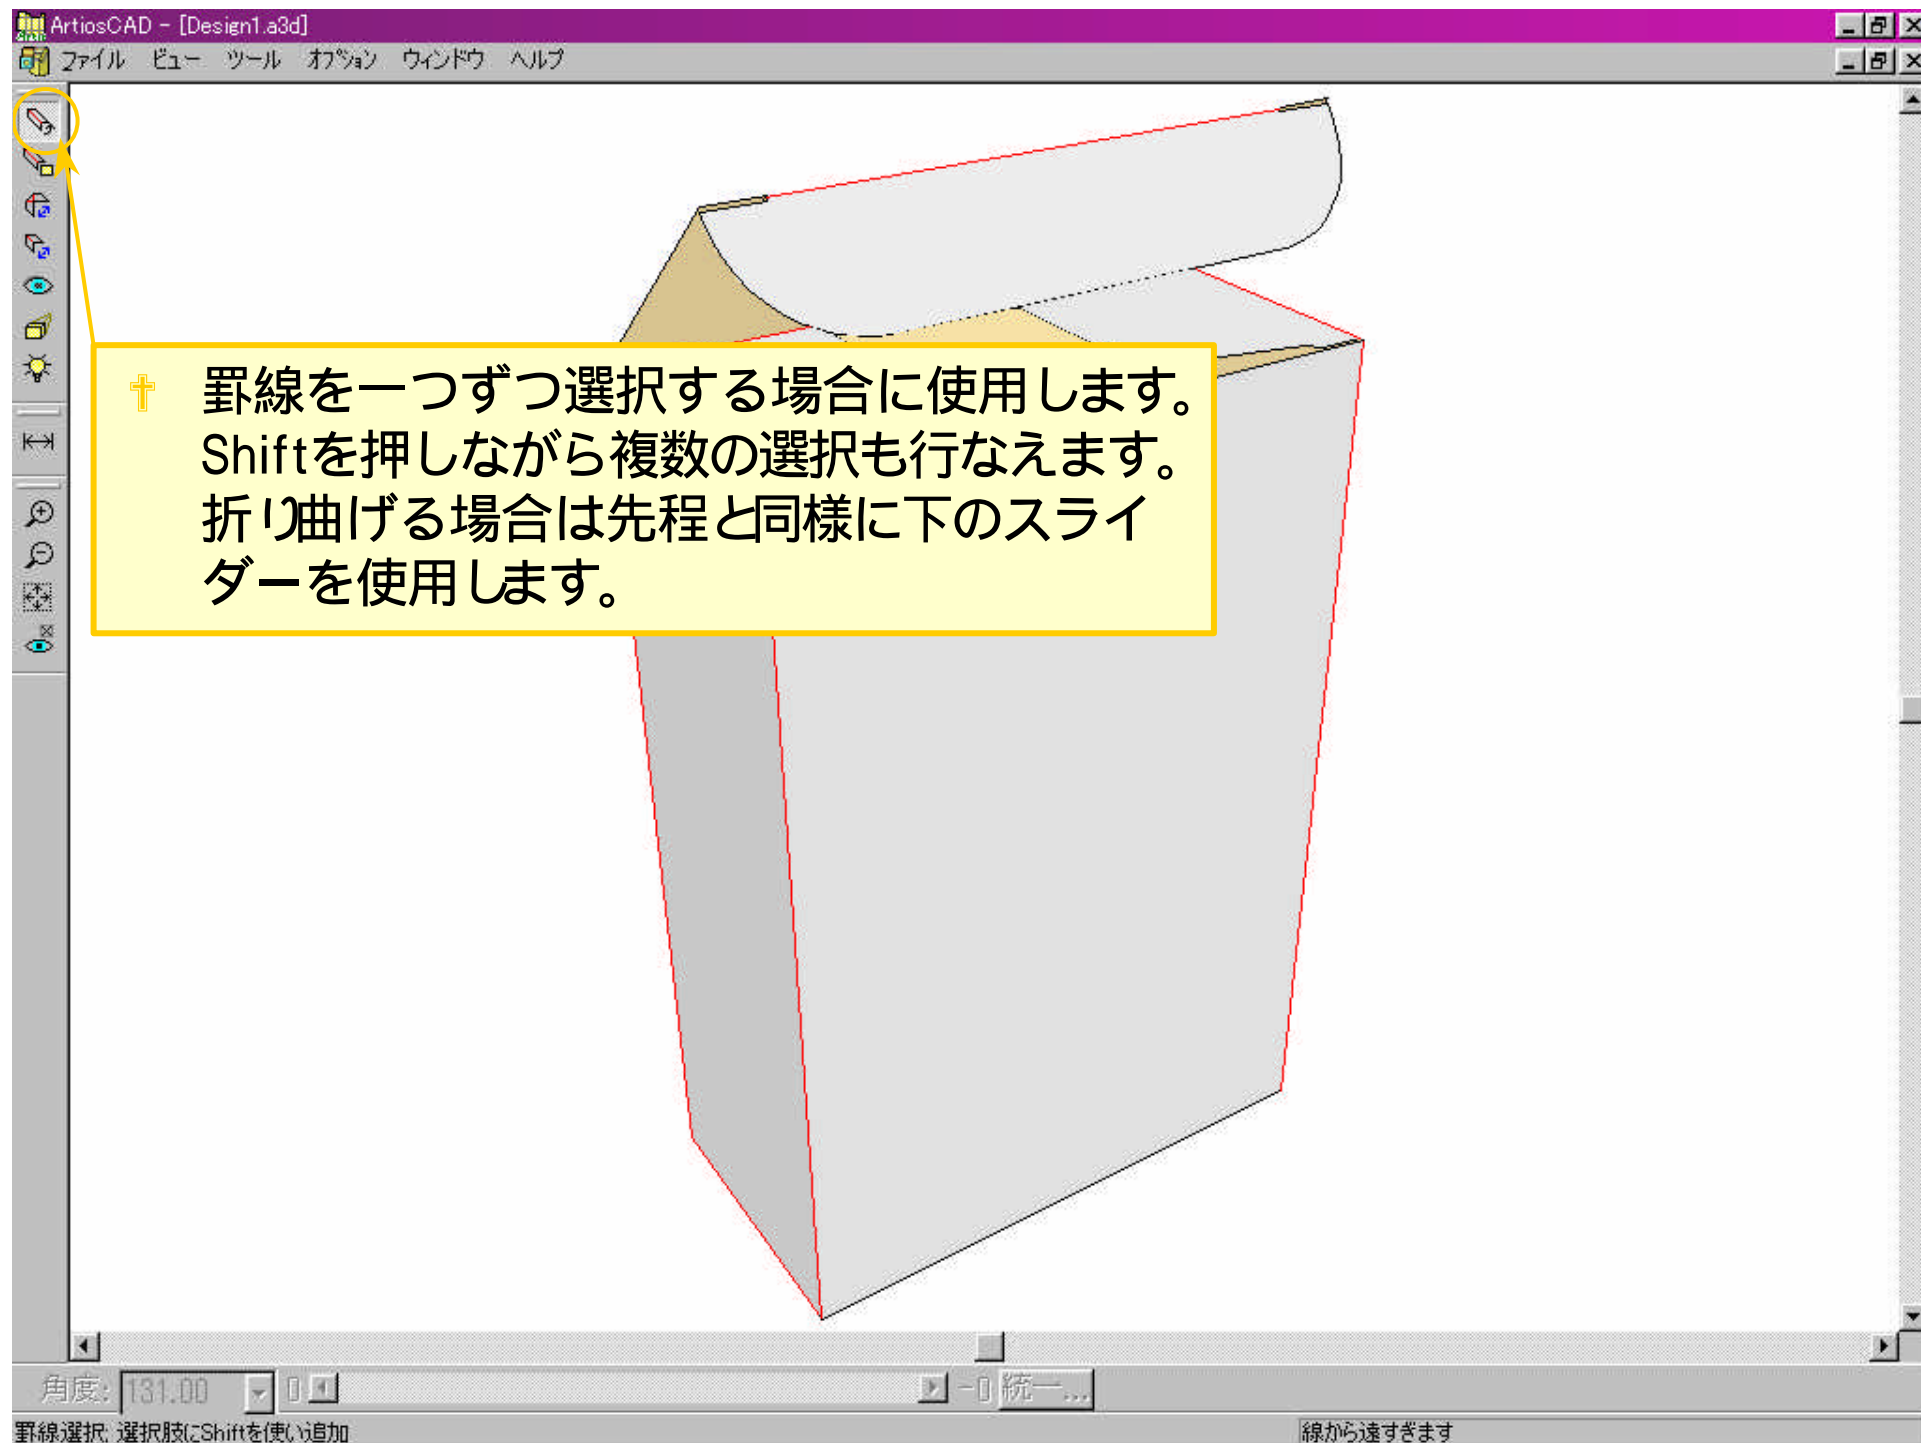 ArtiosCAD - [Design1.a3d]
ファイル ビュー ツール オプション ウィンドウ ヘルプ
罫線を一つずつ選択する場合に使用します。
Shiftを押しながら複数の選択も行なえます。
折り曲げる場合は先程と同様に下のスライ
ダーを使用します。
角度: 131.00 0 -0 統一...
罫線選択: 選択肢にShiftを使い追加 線から遠すぎます